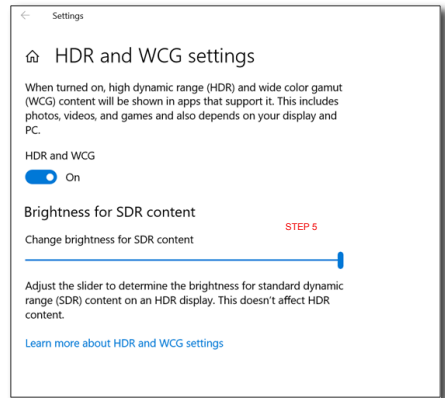 Settings
HDR and WCG settings
When turned on, high dynamic range (HDR) and wide color gamut
(WCG) content will be shown in apps that support it. This includes
photos, videos, and games and also depends on your display and
PC.
HDR and WCG
On
Brightness for SDR content
STEP 5
Change brightness for SDR content
Adjust the slider to determine the brightness for standard dynamic
range (SDR) content on an HDR display. This doesn't affect HDR
content.
Learn more about HDR and WCG settings